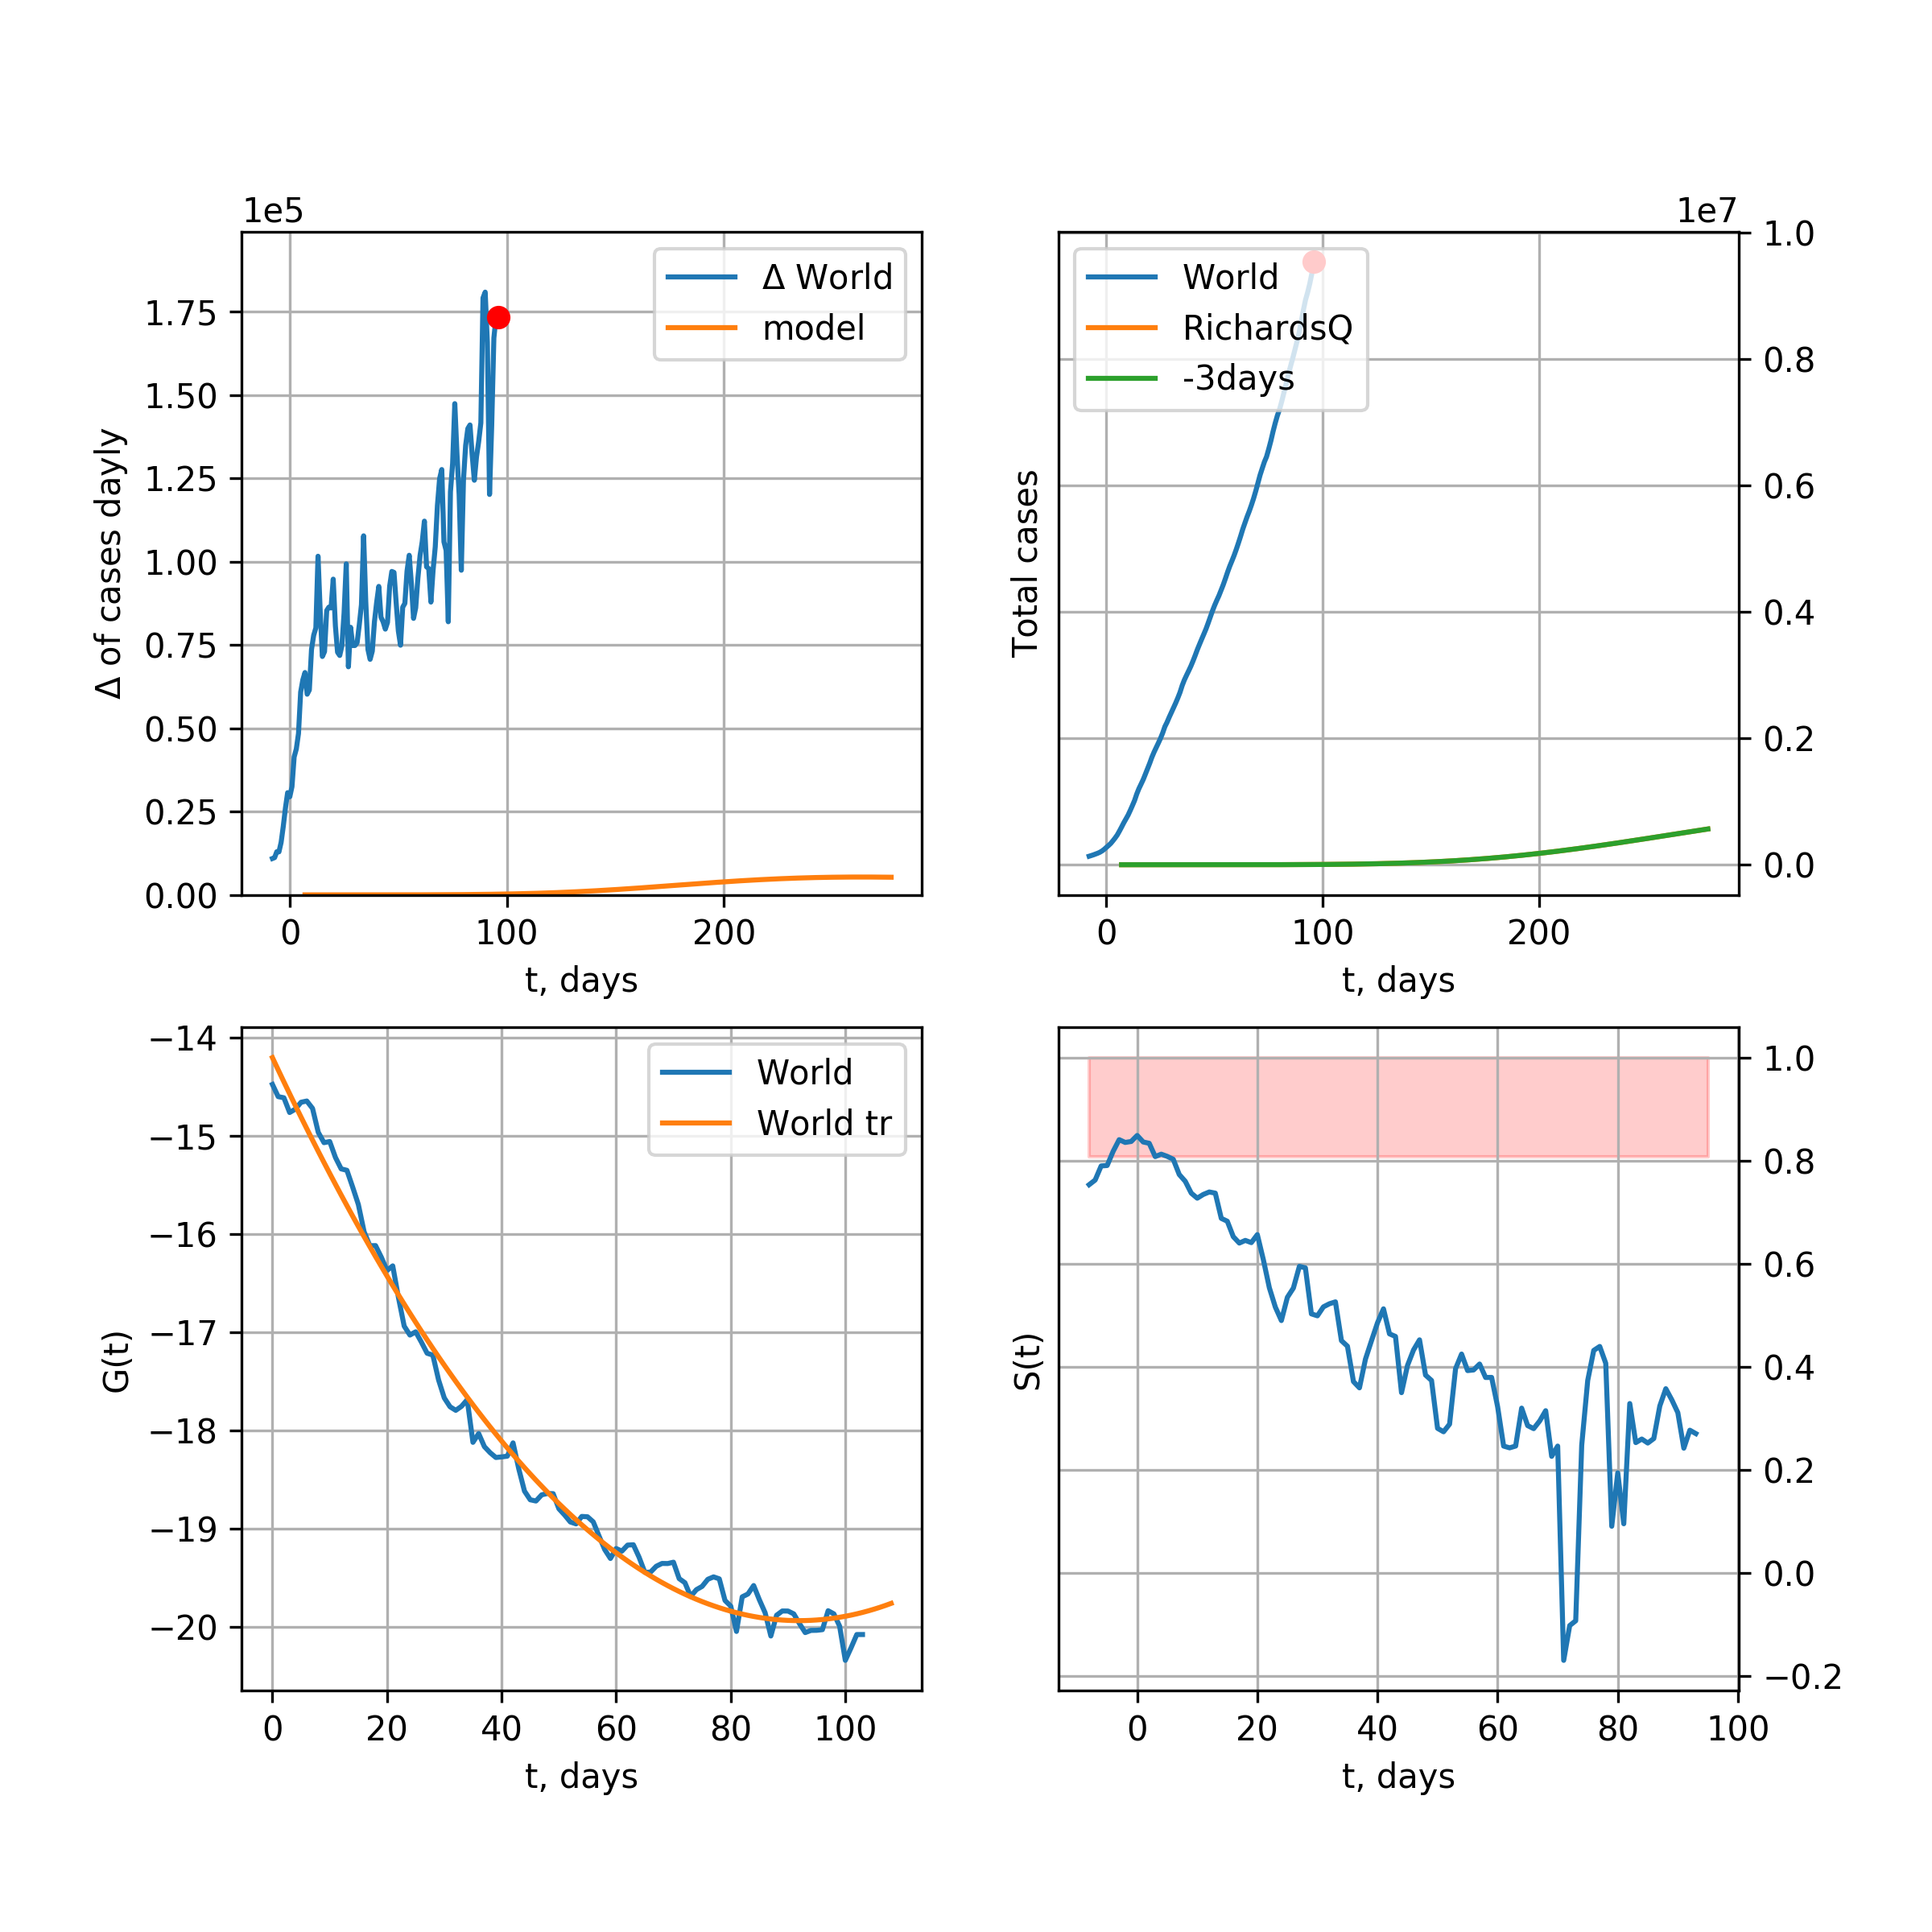 1e5
Δ of cases dayly
1.75
1.50
1.25
1.00
0.75
0.50
0.25
0.00
0 100 200
t, days
Δ World
model
1e7
Total cases
1.0
0.8
0.6
0.4
0.2
0.0
0 100 200
t, days
World
RichardsQ
-3days
G(t)
−14
−15
−16
−17
−18
−19
−20
0 20 40 60 80 100
t, days
World
World tr
S(t)
1.0
0.8
0.6
0.4
0.2
0.0
−0.2
0 20 40 60 80 100
t, days